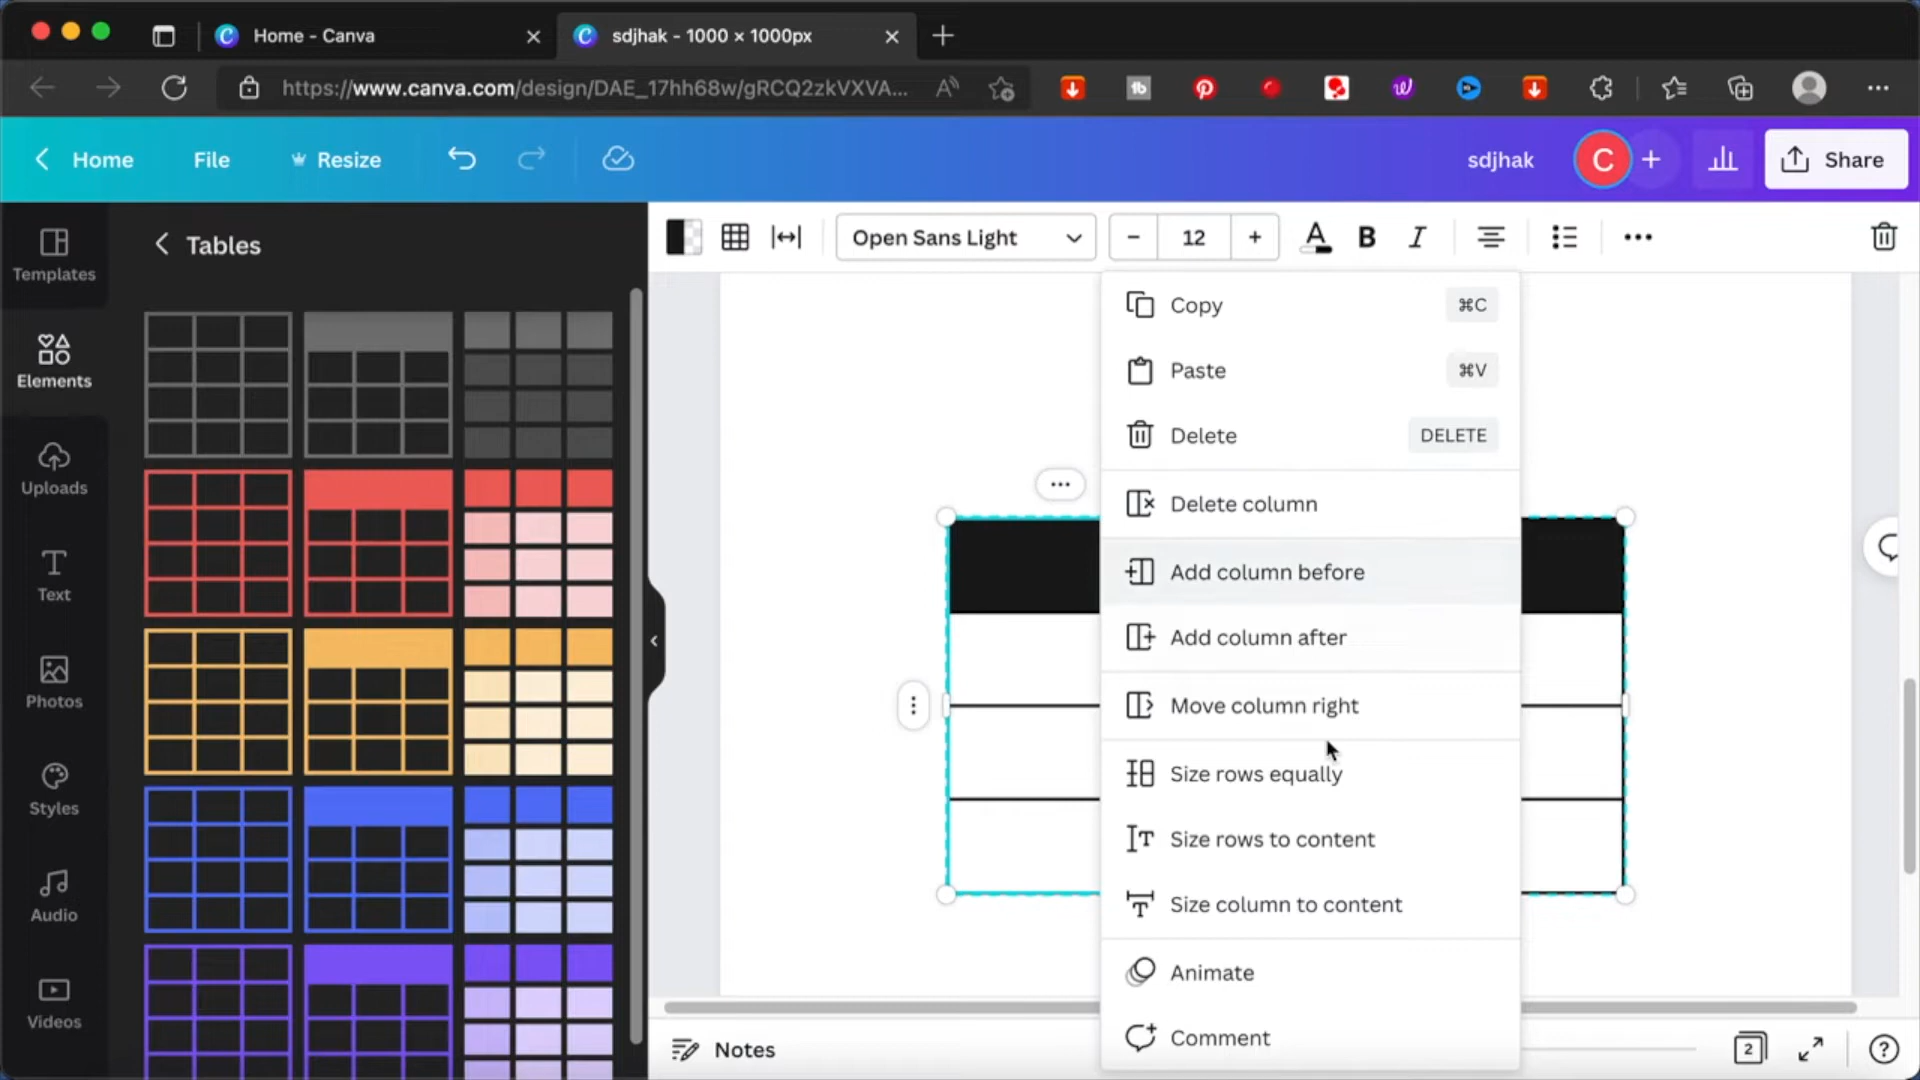 Home - Canva
sdjhak - 1000 × 1000px
https://www.canva.com/design/DAE_17hh68w/gRCQ2zkVXVA...
Home
File
Resize
sdjhak
C
Share
Templates
Elements
Uploads
Text
Photos
Styles
Audio
Videos
Tables
Open Sans Light
12
A
B
I
Copy
⌘C
Paste
⌘V
Delete
DELETE
Delete column
Add column before
Add column after
Move column right
Size rows equally
Size rows to content
Size column to content
Animate
Comment
Notes
2
?